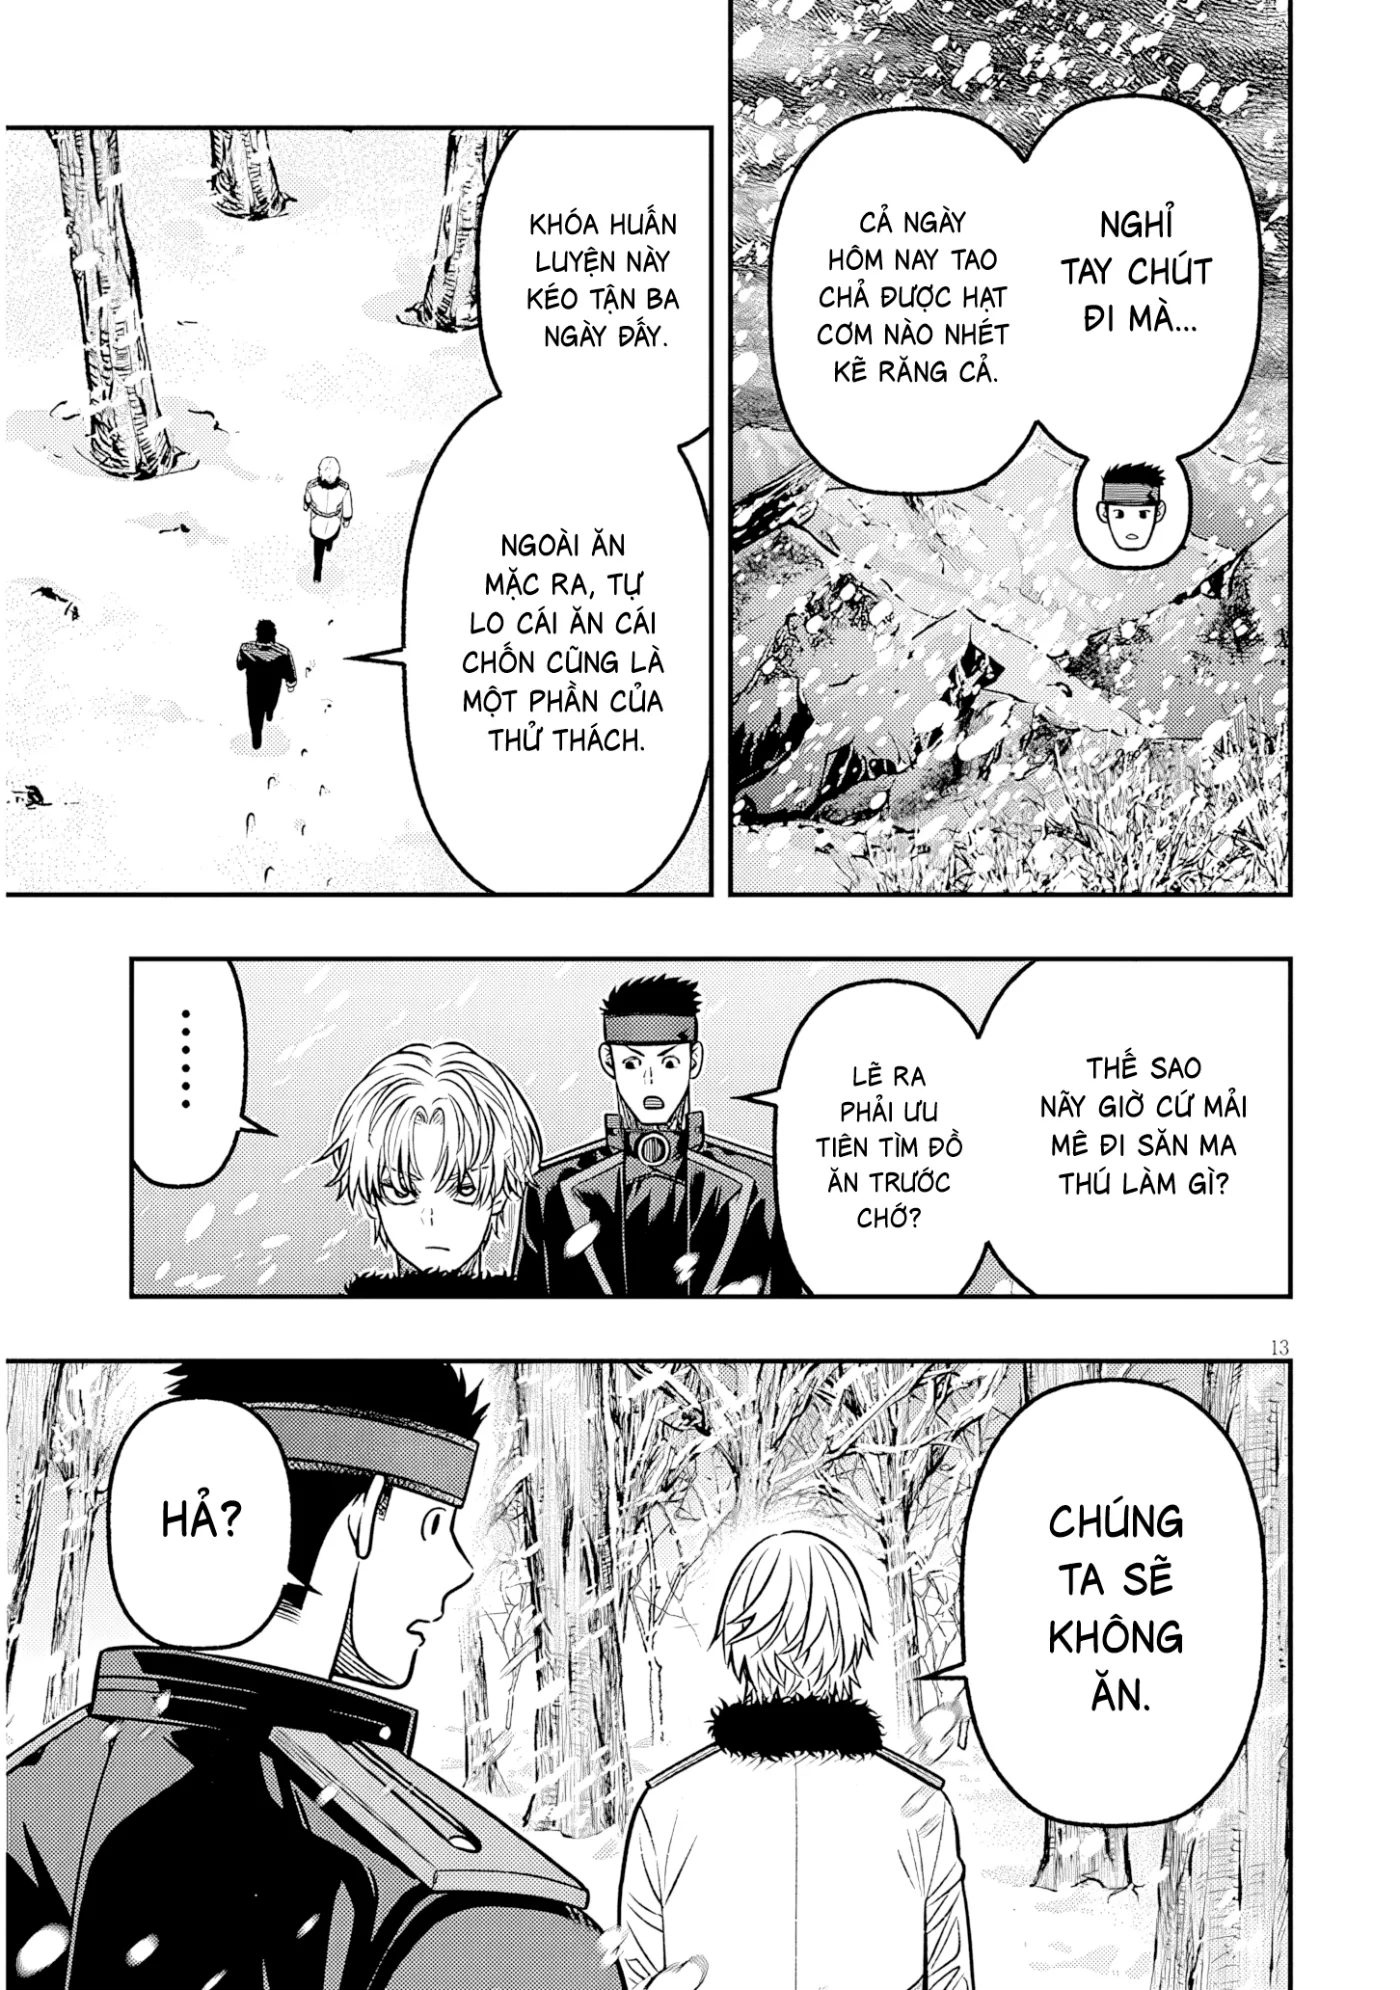 NGHỈ
TAY CHÚT
ĐI MÀ...
CẢ NGÀY
HÔM NAY TAO
CHẢ ĐƯỢC HẠT
CƠM NÀO NHÉT
KẼ RĂNG CẢ.
KHÓA HUẤN
LUYỆN NÀY
KÉO TẬN BA
NGÀY ĐẤY.
NGOÀI ĂN
MẶC RA, TỰ
LO CÁI ĂN CÁI
CHỐN CŨNG LÀ
MỘT PHẦN CỦA
THỬ THÁCH.
THẾ SAO
NÃY GIỜ CỨ MẢI
MÊ ĐI SĂN MA
THÚ LÀM GÌ?
LẼ RA
PHẢI ƯU
TIÊN TÌM ĐỒ
ĂN TRƯỚC
CHỚ?
.......
13
CHÚNG
TA SẼ
KHÔNG
ĂN.
HẢ?